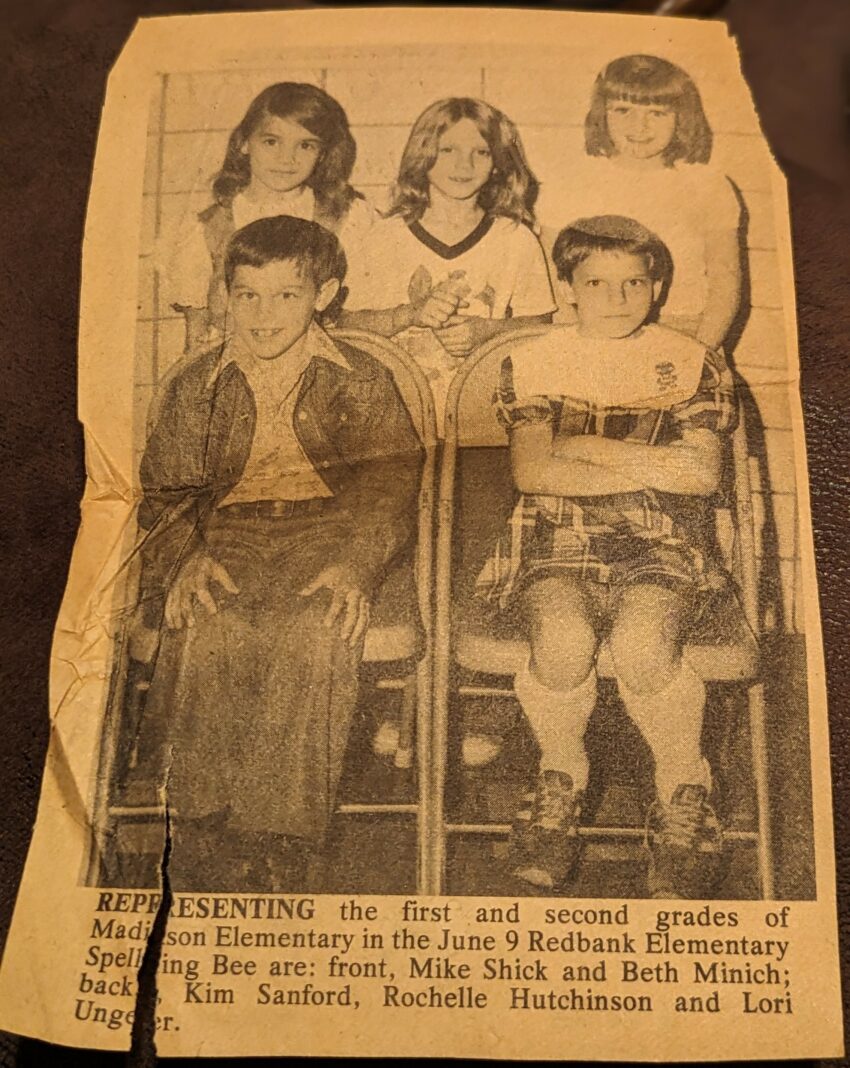 REPRESENTING the first and second grades of
Madison Elementary in the June 9 Redbank Elementary
Spelling Bee are: front, Mike Shick and Beth Minich;
back, Kim Sanford, Rochelle Hutchinson and Lori
Ungerer.